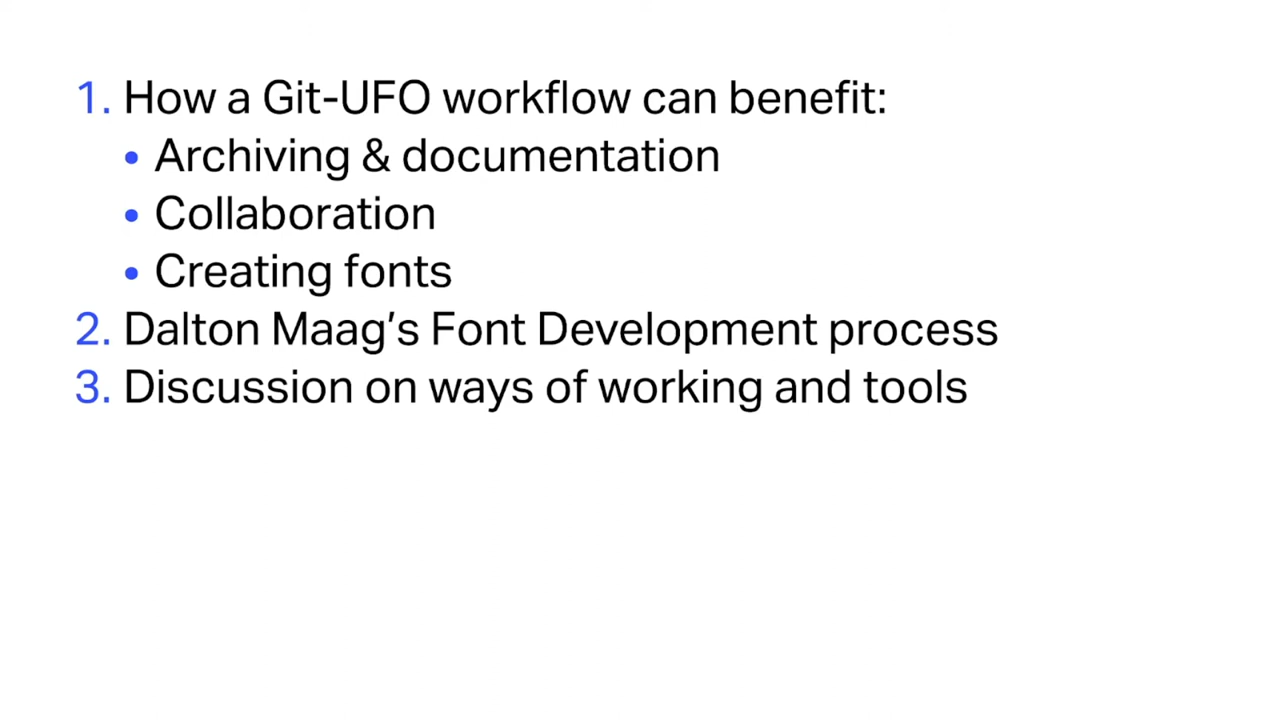 1. How a Git-UFO workflow can benefit:
• Archiving & documentation
• Collaboration
• Creating fonts
2. Dalton Maag’s Font Development process
3. Discussion on ways of working and tools